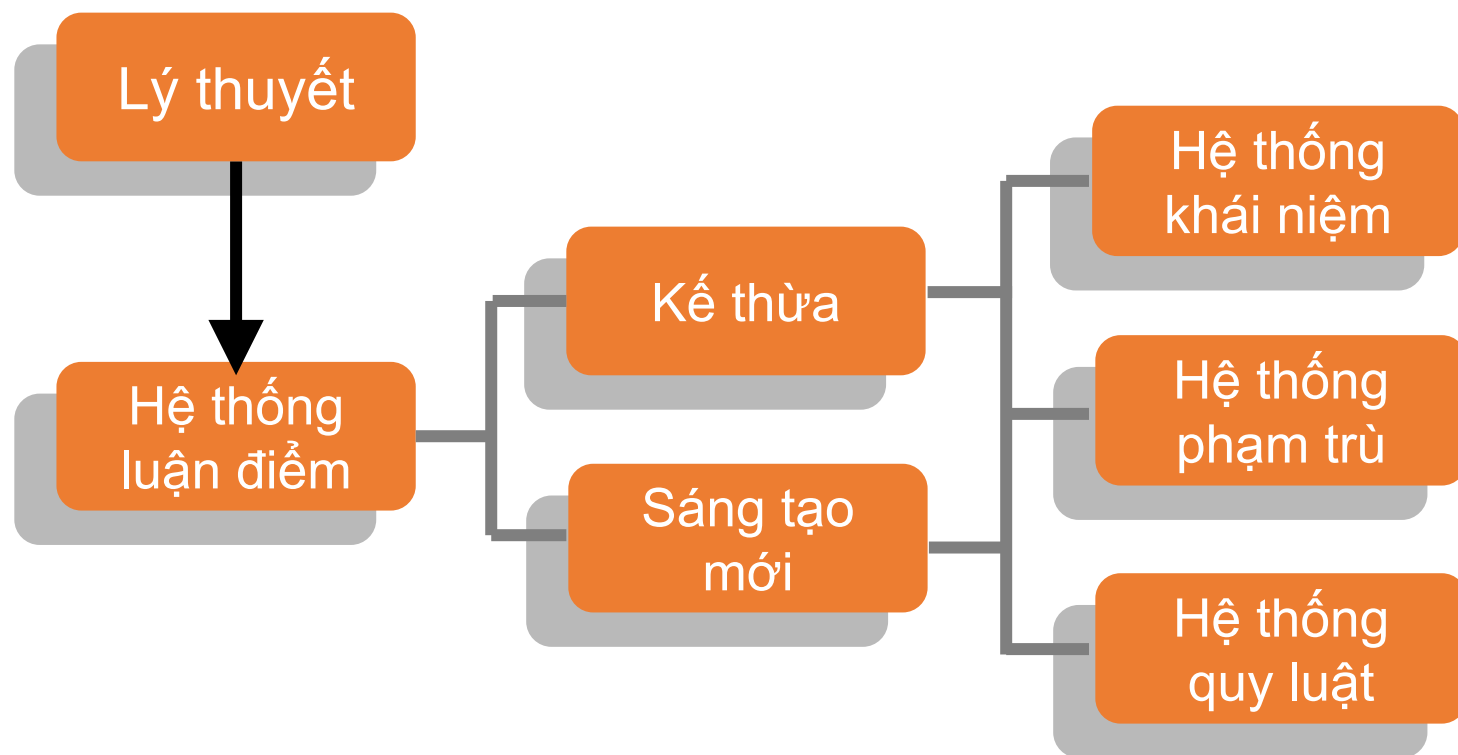 Lý thuyết
Hệ thống
luận điểm
Kế thừa
Sáng tạo
mới
Hệ thống
khái niệm
Hệ thống
phạm trù
Hệ thống
quy luật